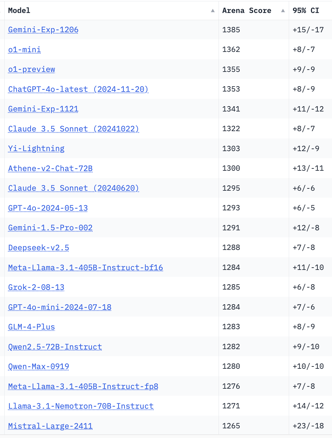 Model Arena Score 95% CI
Gemini-Exp-1206 1385 +15/-17
o1-mini 1362 +8/-7
o1-preview 1355 +9/-9
ChatGPT-4o-latest (2024-11-20) 1353 +8/-9
Gemini-Exp-1121 1341 +11/-12
Claude 3.5 Sonnet (20241022) 1322 +8/-7
Yi-Lightning 1303 +12/-9
Athene-v2-Chat-72B 1300 +13/-11
Claude 3.5 Sonnet (20240620) 1295 +6/-6
GPT-4o-2024-05-13 1293 +6/-5
Gemini-1.5-Pro-002 1291 +12/-8
Deepseek-v2.5 1288 +7/-8
Meta-Llama-3.1-405B-Instruct-bf16 1284 +11/-10
Grok-2-08-13 1285 +6/-8
GPT-4o-mini-2024-07-18 1284 +7/-6
GLM-4-Plus 1283 +8/-9
Qwen2.5-72B-Instruct 1282 +9/-10
Qwen-Max-0919 1280 +10/-10
Meta-Llama-3.1-405B-Instruct-fp8 1276 +7/-8
Llama-3.1-Nemotron-70B-Instruct 1271 +14/-12
Mistral-Large-2411 1265 +23/-18